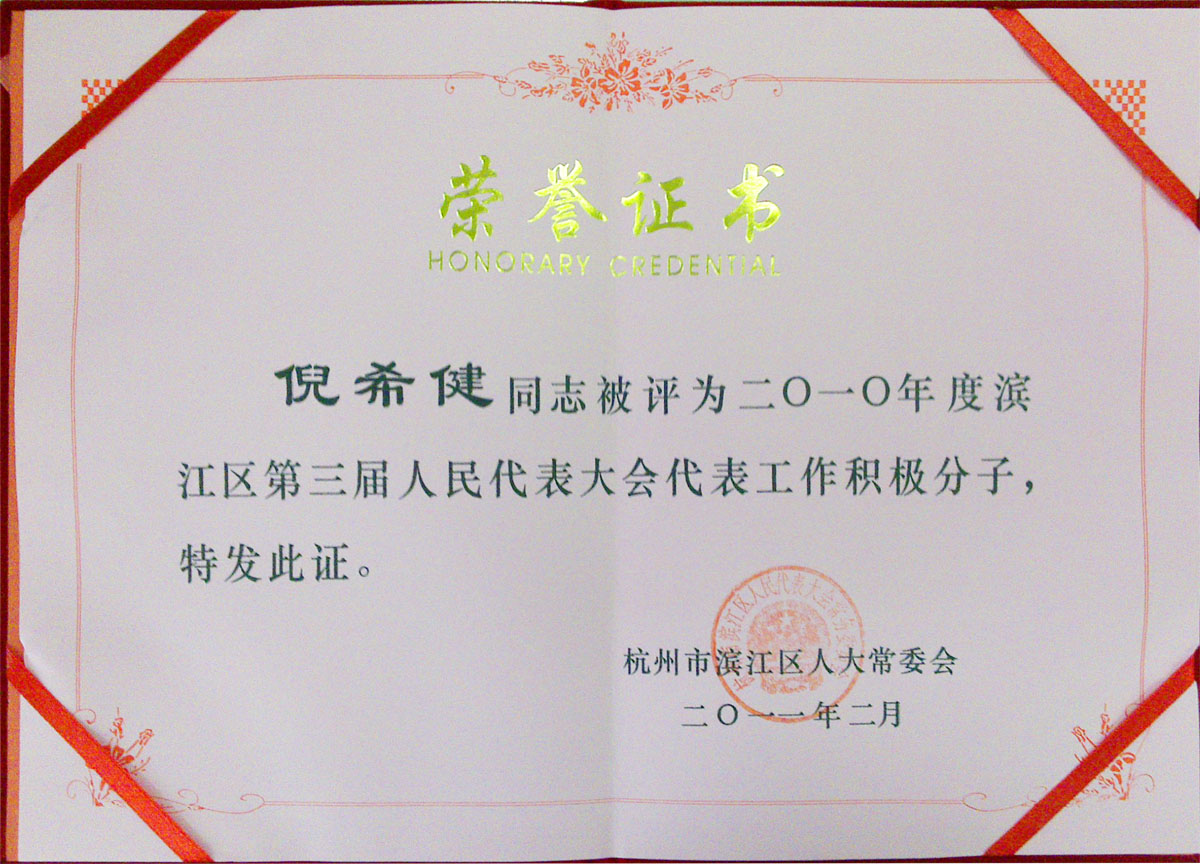 荣誉证书
HONORARY CREDENTIAL
倪希健同志被评为二〇一〇年度滨
江区第三届人民代表大会代表工作积极分子，
特发此证。
杭州市滨江区人大常委会
二〇一一年二月